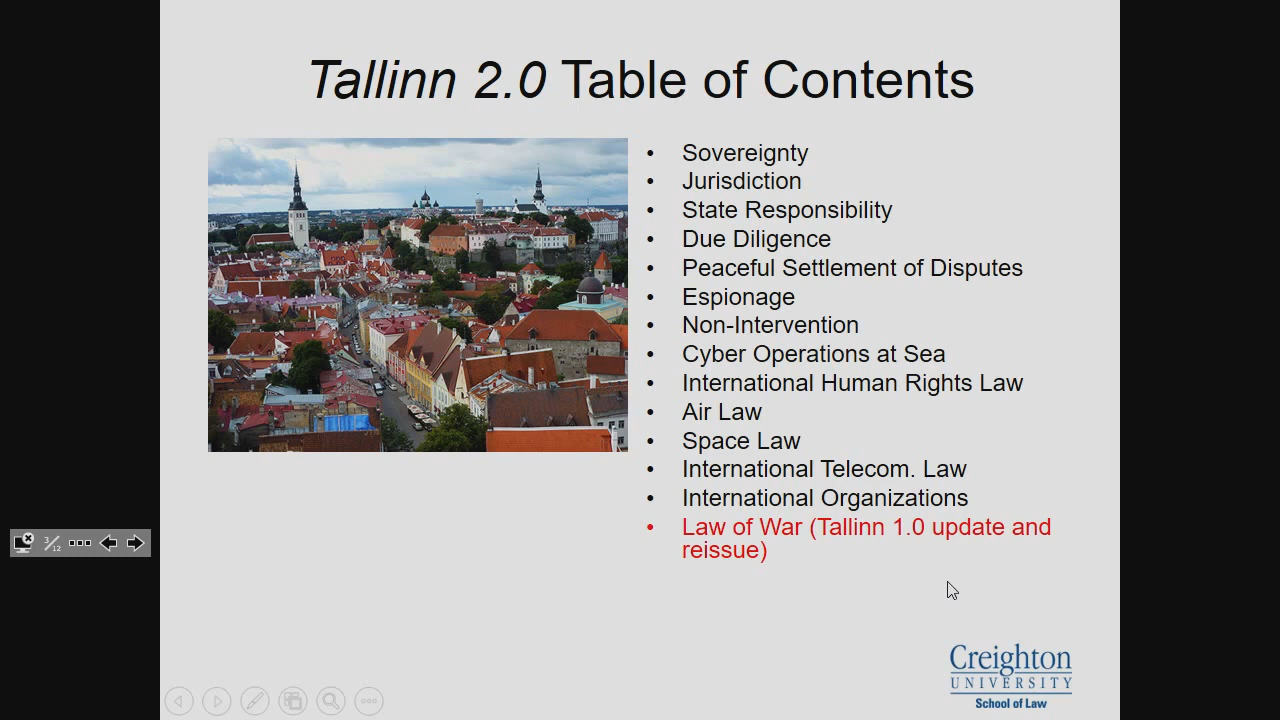 Tallinn 2.0 Table of Contents
• Sovereignty
• Jurisdiction
• State Responsibility
• Due Diligence
• Peaceful Settlement of Disputes
• Espionage
• Non-Intervention
• Cyber Operations at Sea
• International Human Rights Law
• Air Law
• Space Law
• International Telecom. Law
• International Organizations
• Law of War (Tallinn 1.0 update and
reissue)
3/12
Creighton
UNIVERSITY
School of Law